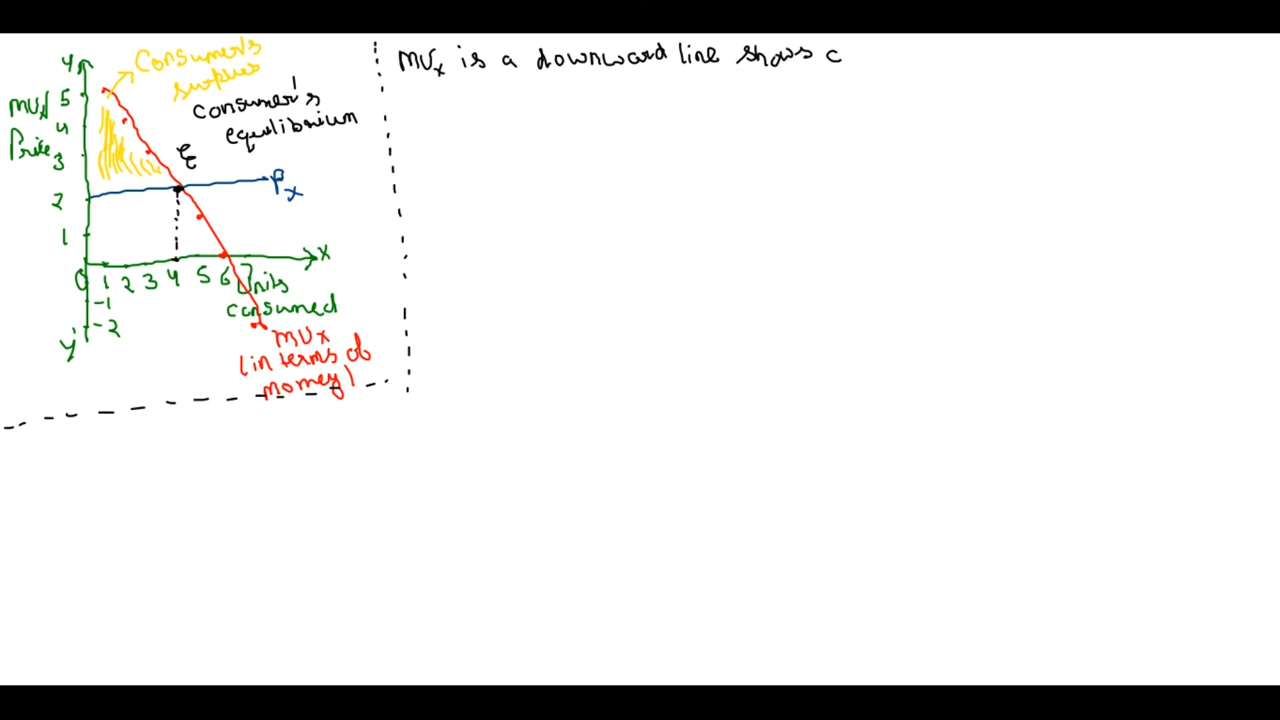 Y
MUx/
Price
5
4
3
2
1
0
-1
-2
Y'
1 2 3 4 5 6
X
Units
consumed
Consumer's
surplus
Consumer's
equilibrium
E
Px
MUx
(in terms of
money)
MUx is a downward line shows c